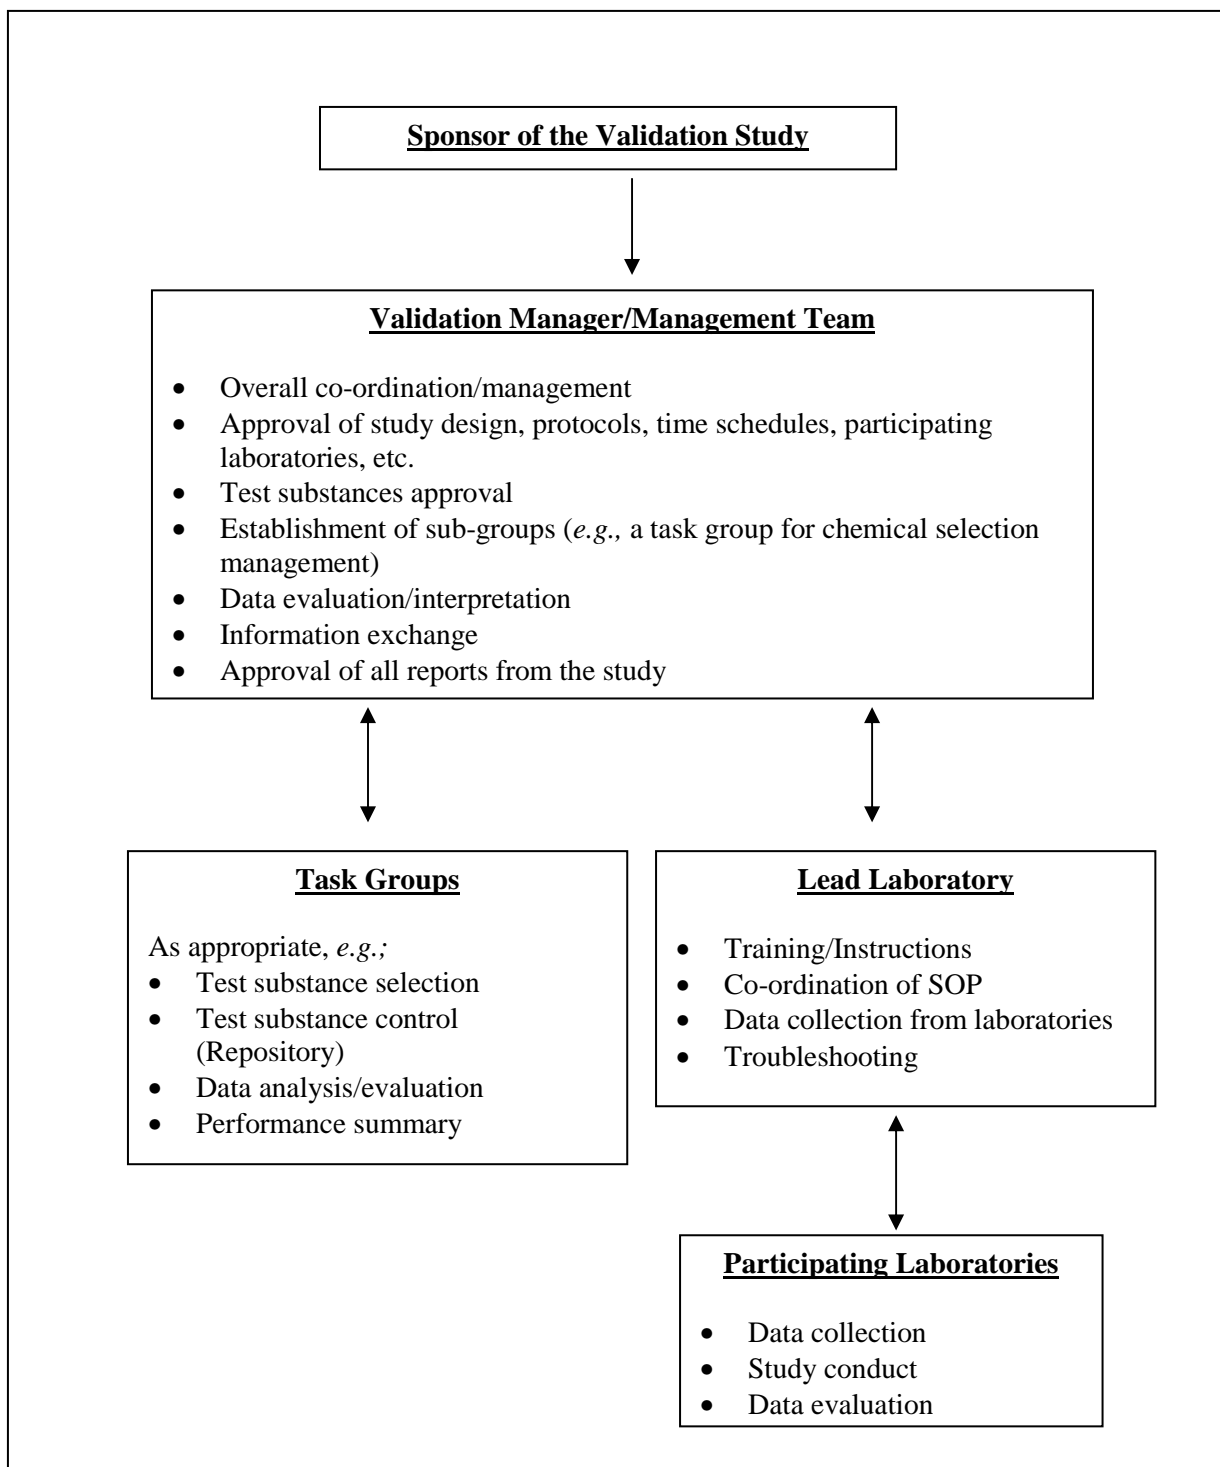 Sponsor of the Validation Study
Validation Manager/Management Team
• Overall co-ordination/management
• Approval of study design, protocols, time schedules, participating
laboratories, etc.
• Test substances approval
• Establishment of sub-groups (e.g., a task group for chemical selection
management)
• Data evaluation/interpretation
• Information exchange
• Approval of all reports from the study
Task Groups
As appropriate, e.g.;
• Test substance selection
• Test substance control
(Repository)
• Data analysis/evaluation
• Performance summary
Lead Laboratory
• Training/Instructions
• Co-ordination of SOP
• Data collection from laboratories
• Troubleshooting
Participating Laboratories
• Data collection
• Study conduct
• Data evaluation